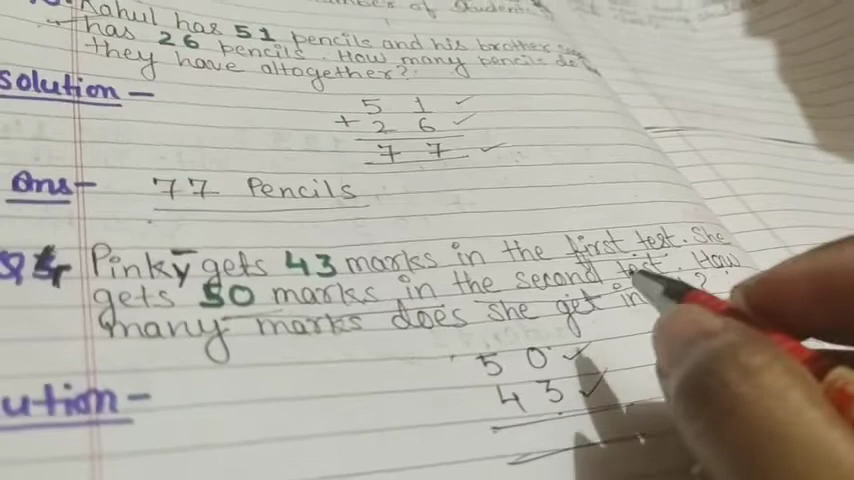 Rahul has 51 pencils and his brother
has 26 pencils. How many pencils do
they have altogether?
Solution -
5 1 ✓
+ 2 6 ✓
7 7 ✓
Ans - 77 Pencils
Pinky gets 43 marks in the first test. She
gets 50 marks in the second test. How
many marks does she get in ?
ution -
5 0 ✓
4 3 ✓